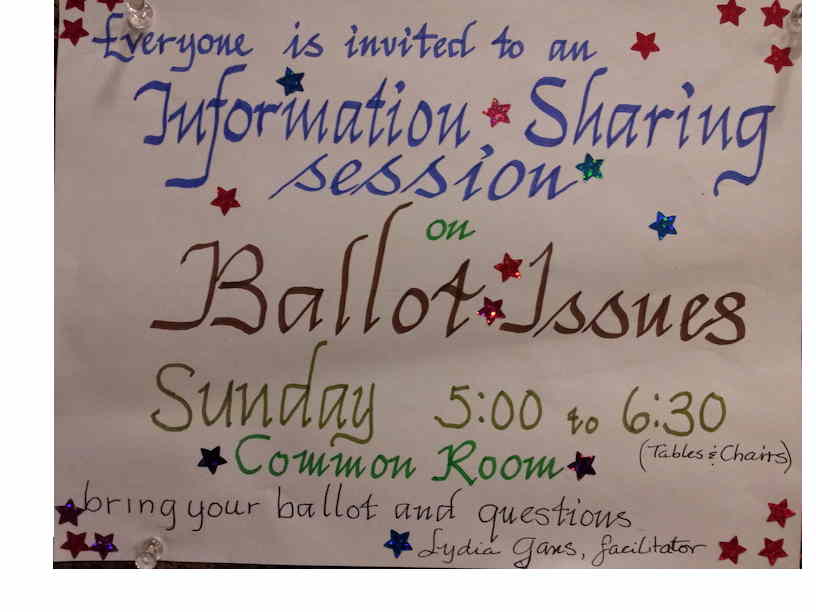 Everyone is invited to an
Information Sharing
session
on
Ballot Issues
Sunday 5:00 to 6:30
Common Room (Tables & Chairs)
bring your ballot and questions
Lydia Gans, facilitator